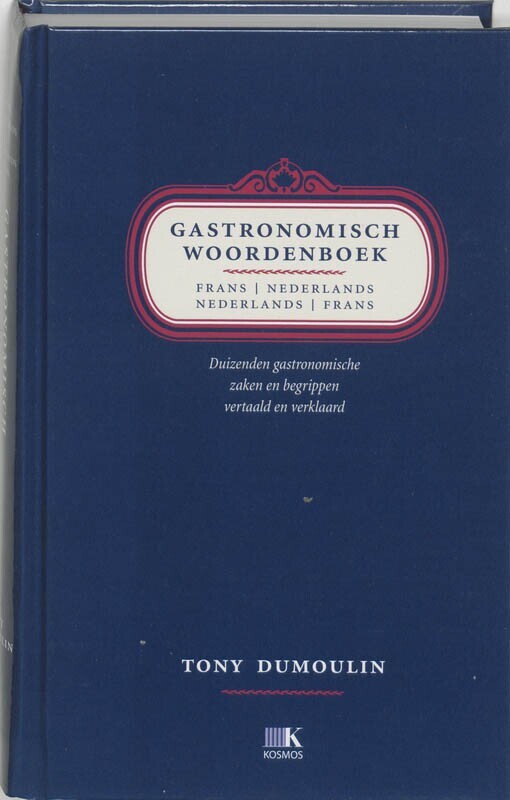 GASTRONOMISCH
WOORDENBOEK
FRANS | NEDERLANDS
NEDERLANDS | FRANS
Duizenden gastronomische
zaken en begrippen
vertaald en verklaard
TONY DUMOULIN
K
KOSMOS